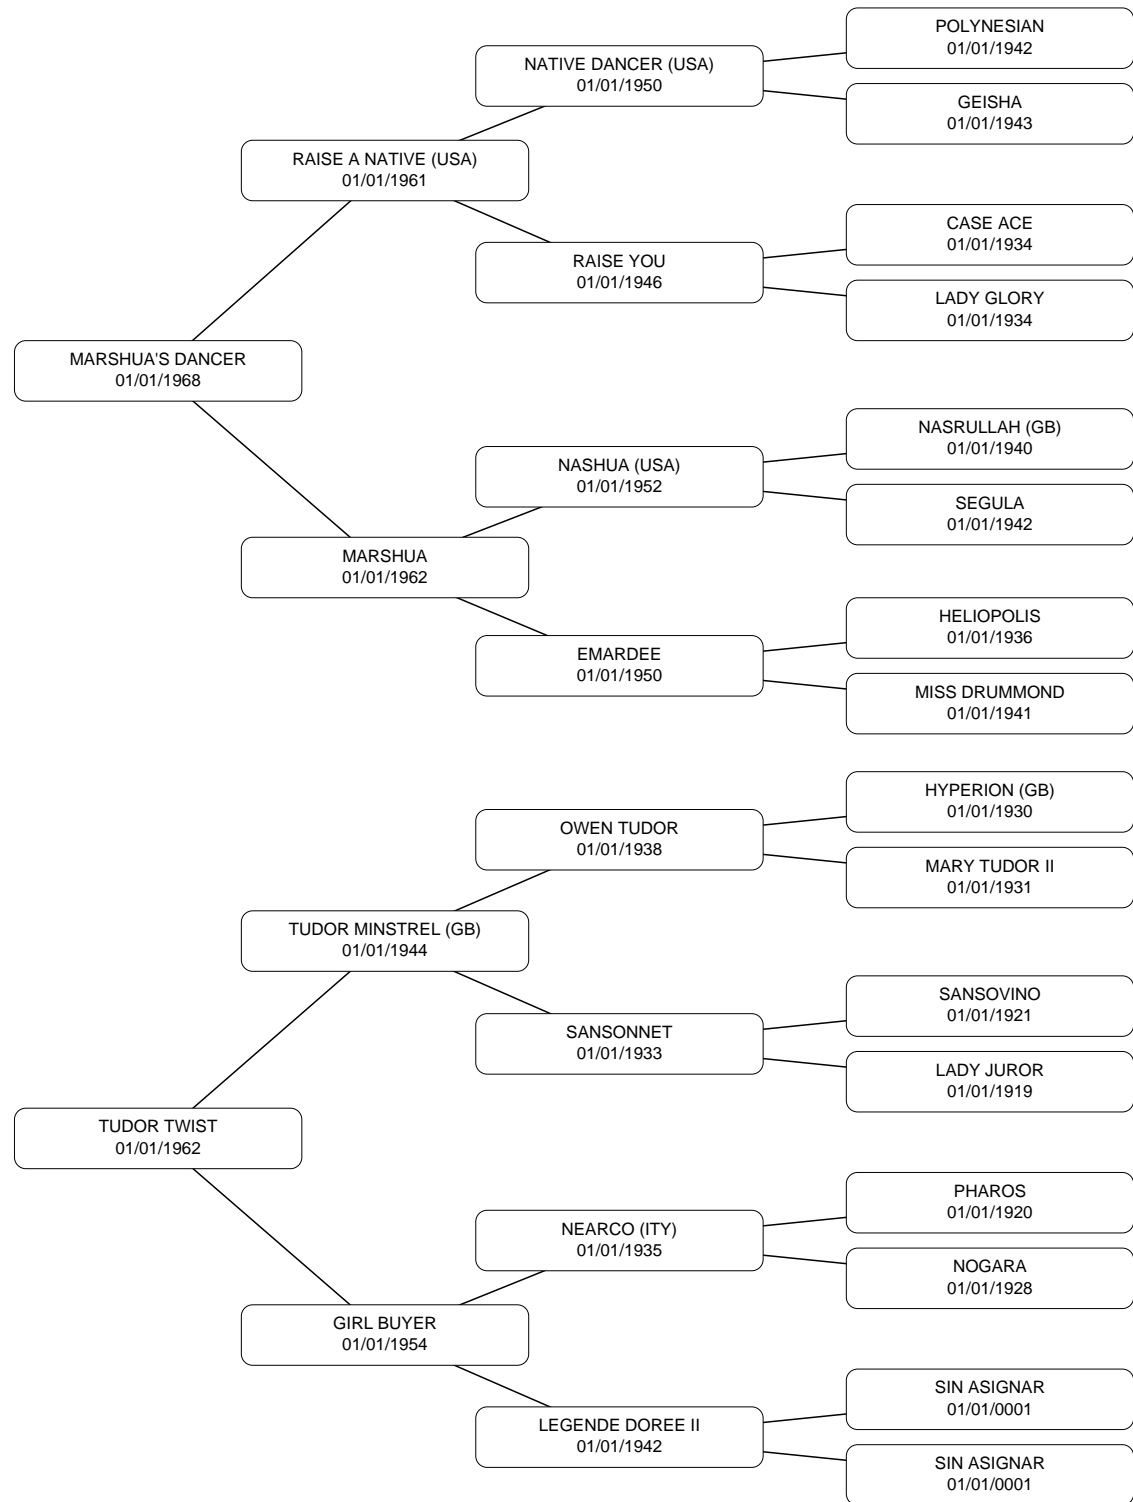 POLYNESIAN
01/01/1942
NATIVE DANCER (USA)
01/01/1950
GEISHA
01/01/1943
RAISE A NATIVE (USA)
01/01/1961
CASE ACE
01/01/1934
RAISE YOU
01/01/1946
LADY GLORY
01/01/1934
MARSHUA'S DANCER
01/01/1968
NASRULLAH (GB)
01/01/1940
NASHUA (USA)
01/01/1952
SEGULA
01/01/1942
MARSHUA
01/01/1962
HELIOPOLIS
01/01/1936
EMARDEE
01/01/1950
MISS DRUMMOND
01/01/1941
HYPERION (GB)
01/01/1930
OWEN TUDOR
01/01/1938
MARY TUDOR II
01/01/1931
TUDOR MINSTREL (GB)
01/01/1944
SANSOVINO
01/01/1921
SANSONNET
01/01/1933
LADY JUROR
01/01/1919
TUDOR TWIST
01/01/1962
PHAROS
01/01/1920
NEARCO (ITY)
01/01/1935
NOGARA
01/01/1928
GIRL BUYER
01/01/1954
SIN ASIGNAR
01/01/0001
LEGENDE DOREE II
01/01/1942
SIN ASIGNAR
01/01/0001